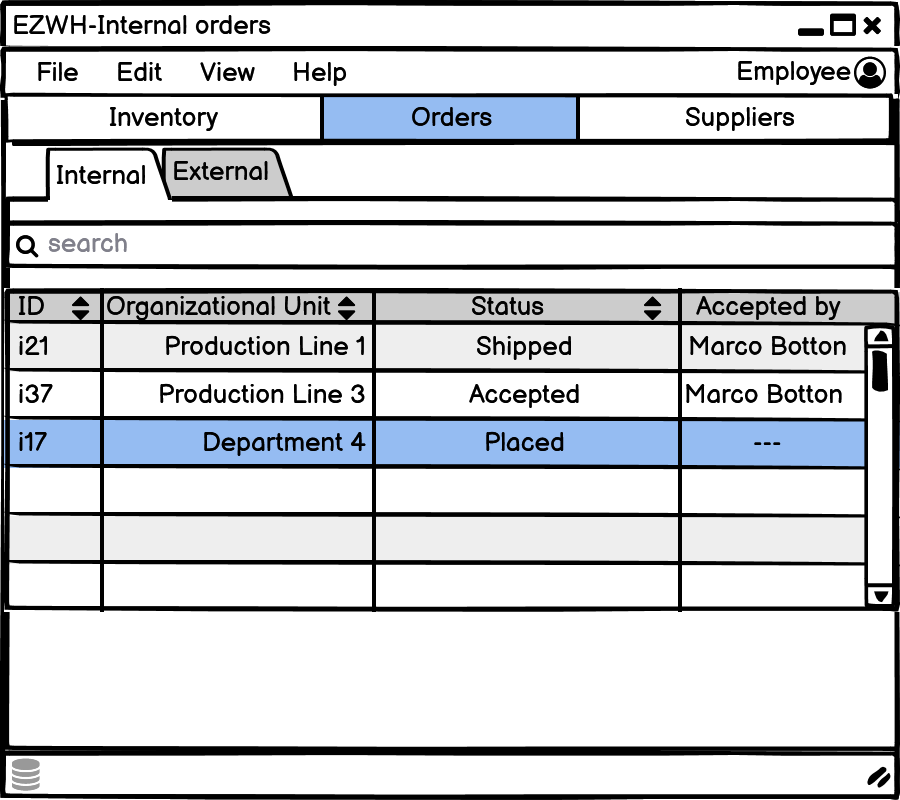 EZWH-Internal orders
File Edit View Help Employee
Inventory Orders Suppliers
Internal External
search
ID Organizational Unit Status Accepted by
i21 Production Line 1 Shipped Marco Botton
i37 Production Line 3 Accepted Marco Botton
i17 Department 4 Placed ---